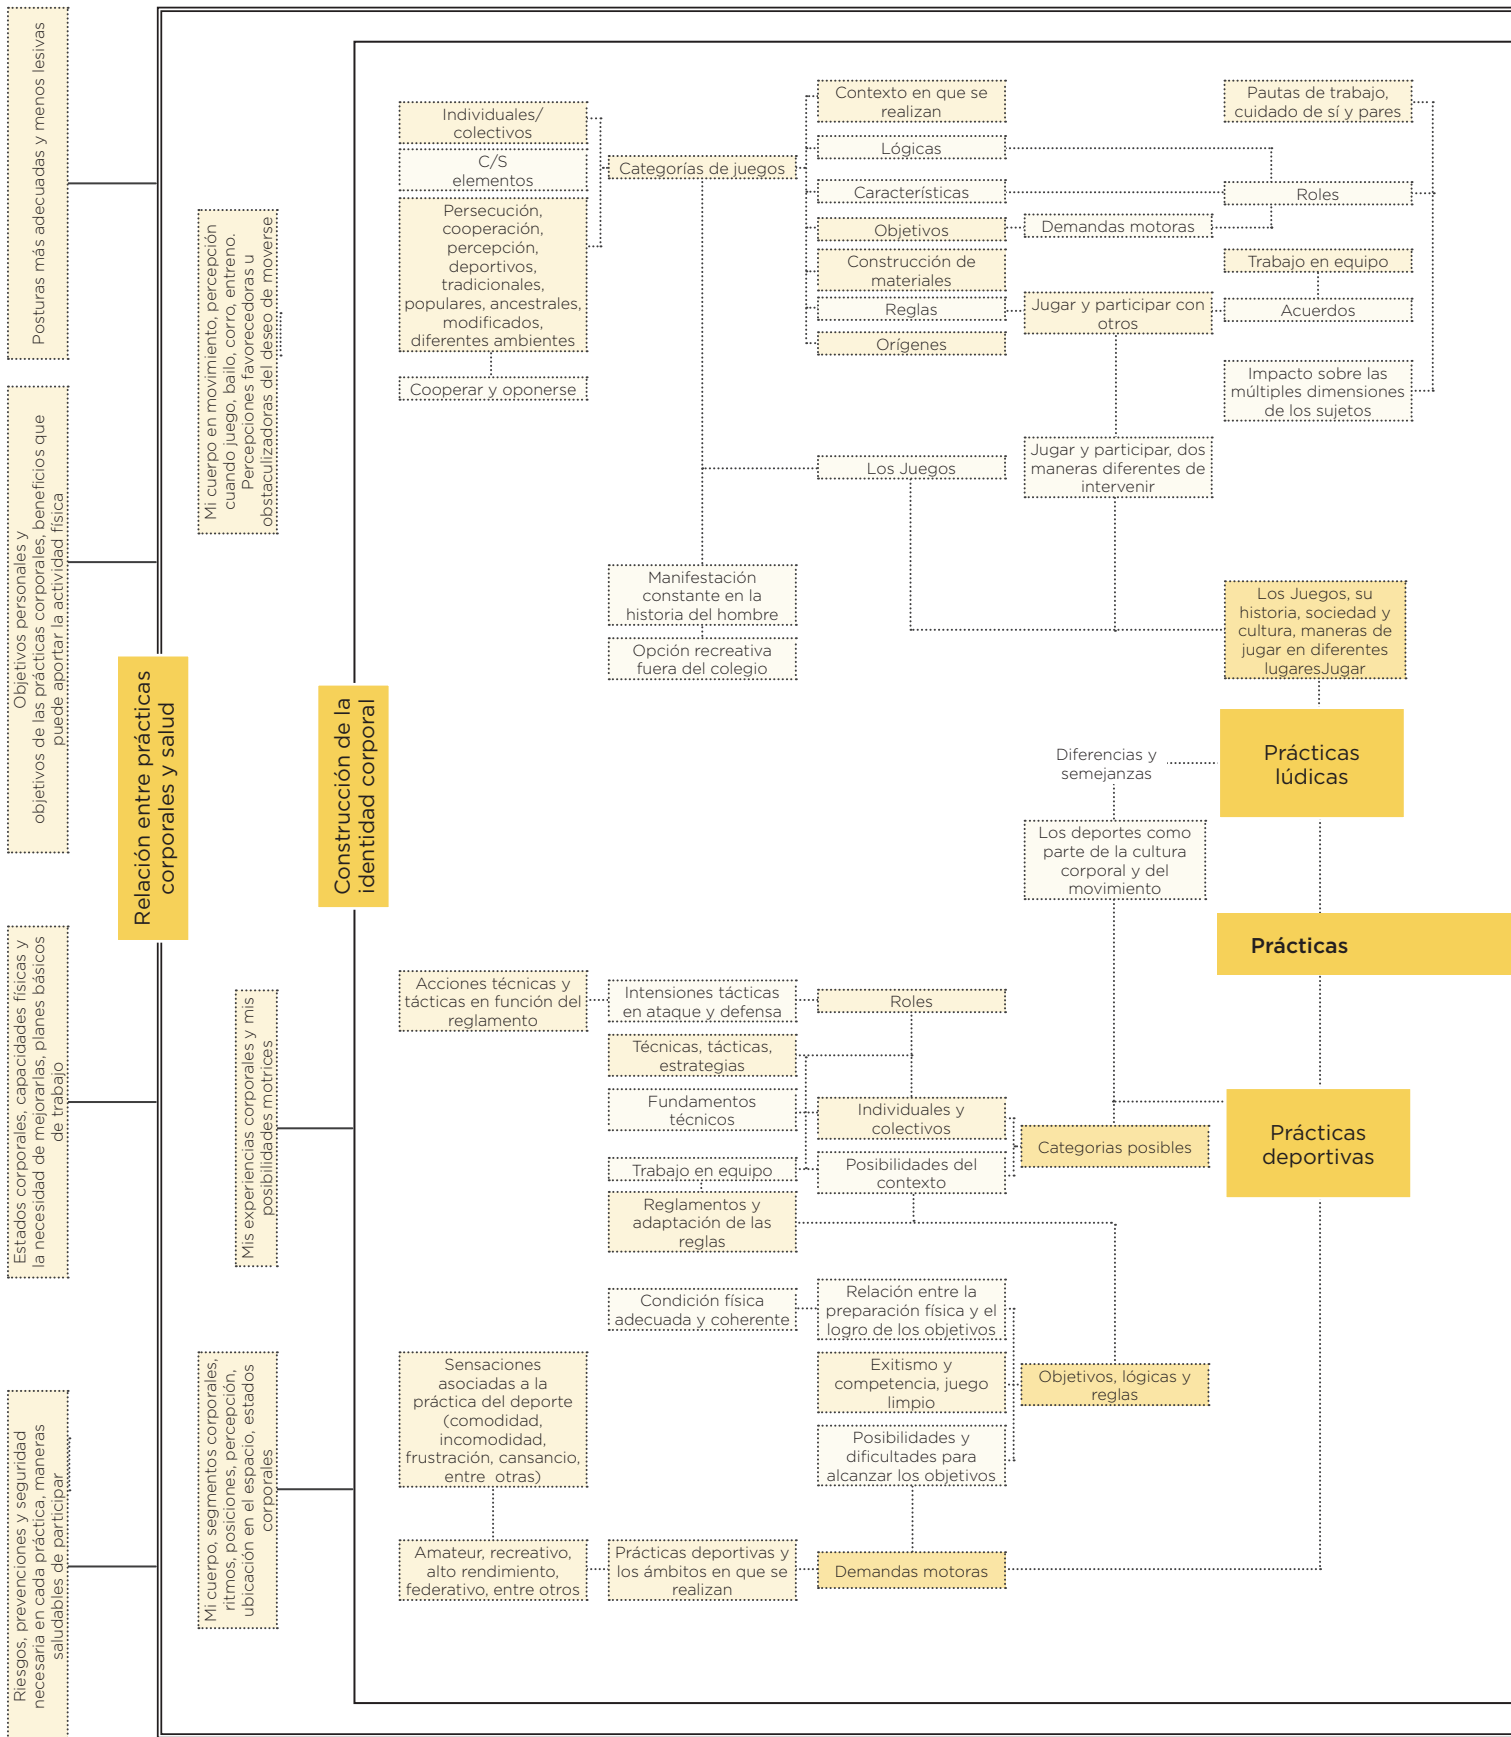 Posturas más adecuadas y menos lesivas
Objetivos personales y
objetivos de las prácticas corporales, beneficios que
puede aportar la actividad física
Estados corporales, capacidades físicas y
la necesidad de mejorarlas, planes básicos
de trabajo
Riesgos, prevenciones y seguridad
necesaria en cada práctica, maneras
saludables de participar
Relación entre prácticas
corporales y salud
Mi cuerpo en movimiento, percepción
cuando juego, bailo, corro, entreno.
Percepciones favorecedoras u
obstaculizadoras del deseo de moverse
Mis experiencias corporales y mis
posibilidades motrices
Mi cuerpo, segmentos corporales,
ritmos, posiciones, percepción,
ubicación en el espacio, estados
corporales
Construcción de la
identidad corporal
Individuales/
colectivos
C/S
elementos
Persecución,
cooperación,
percepción,
deportivos,
tradicionales,
populares, ancestrales,
modificados,
diferentes ambientes
Cooperar y oponerse
Categorías de juegos
Contexto en que se
realizan
Lógicas
Característicias
Objetivos
Construcción de
materiales
Reglas
Orígenes
Demandas motoras
Jugar y participar con
otros
Pautas de trabajo,
cuidado de sí y pares
Roles
Trabajo en equipo
Acuerdos
Impacto sobre las
múltiples dimensiones
de los sujetos
Los Juegos
Jugar y participar, dos
maneras diferentes de
intervenir
Manifestación
constante en la
historia del hombre
Opción recreativa
fuera del colegio
Los Juegos, su
historia, sociedad y
cultura, maneras de
jugar en diferentes
lugaresJugar
Prácticas
lúdicas
Diferencias y
semejanzas
Los deportes como
parte de la cultura
corporal y del
movimiento
Prácticas
Acciones técnicas y
tácticas en función del
reglamento
Intensiones tácticas
en ataque y defensa
Roles
Técnicas, tácticas,
estrategias
Fundamentos
técnicos
Individuales y
colectivos
Categorias posibles
Prácticas
deportivas
Trabajo en equipo
Posibilidades del
contexto
Reglamentos y
adaptación de las
reglas
Condición física
adecuada y coherente
Relación entre la
preparación física y el
logro de los objetivos
Exitismo y
competencia, juego
limpio
Objetivos, lógicas y
reglas
Posibilidades y
dificultades para
alcanzar los objetivos
Sensaciones
asociadas a la
práctica del deporte
(comodidad,
incomodidad,
frustración, cansancio,
entre otras)
Amateur, recreativo,
alto rendimiento,
federativo, entre otros
Prácticas deportivas y
los ámbitos en que se
realizan
Demandas motoras